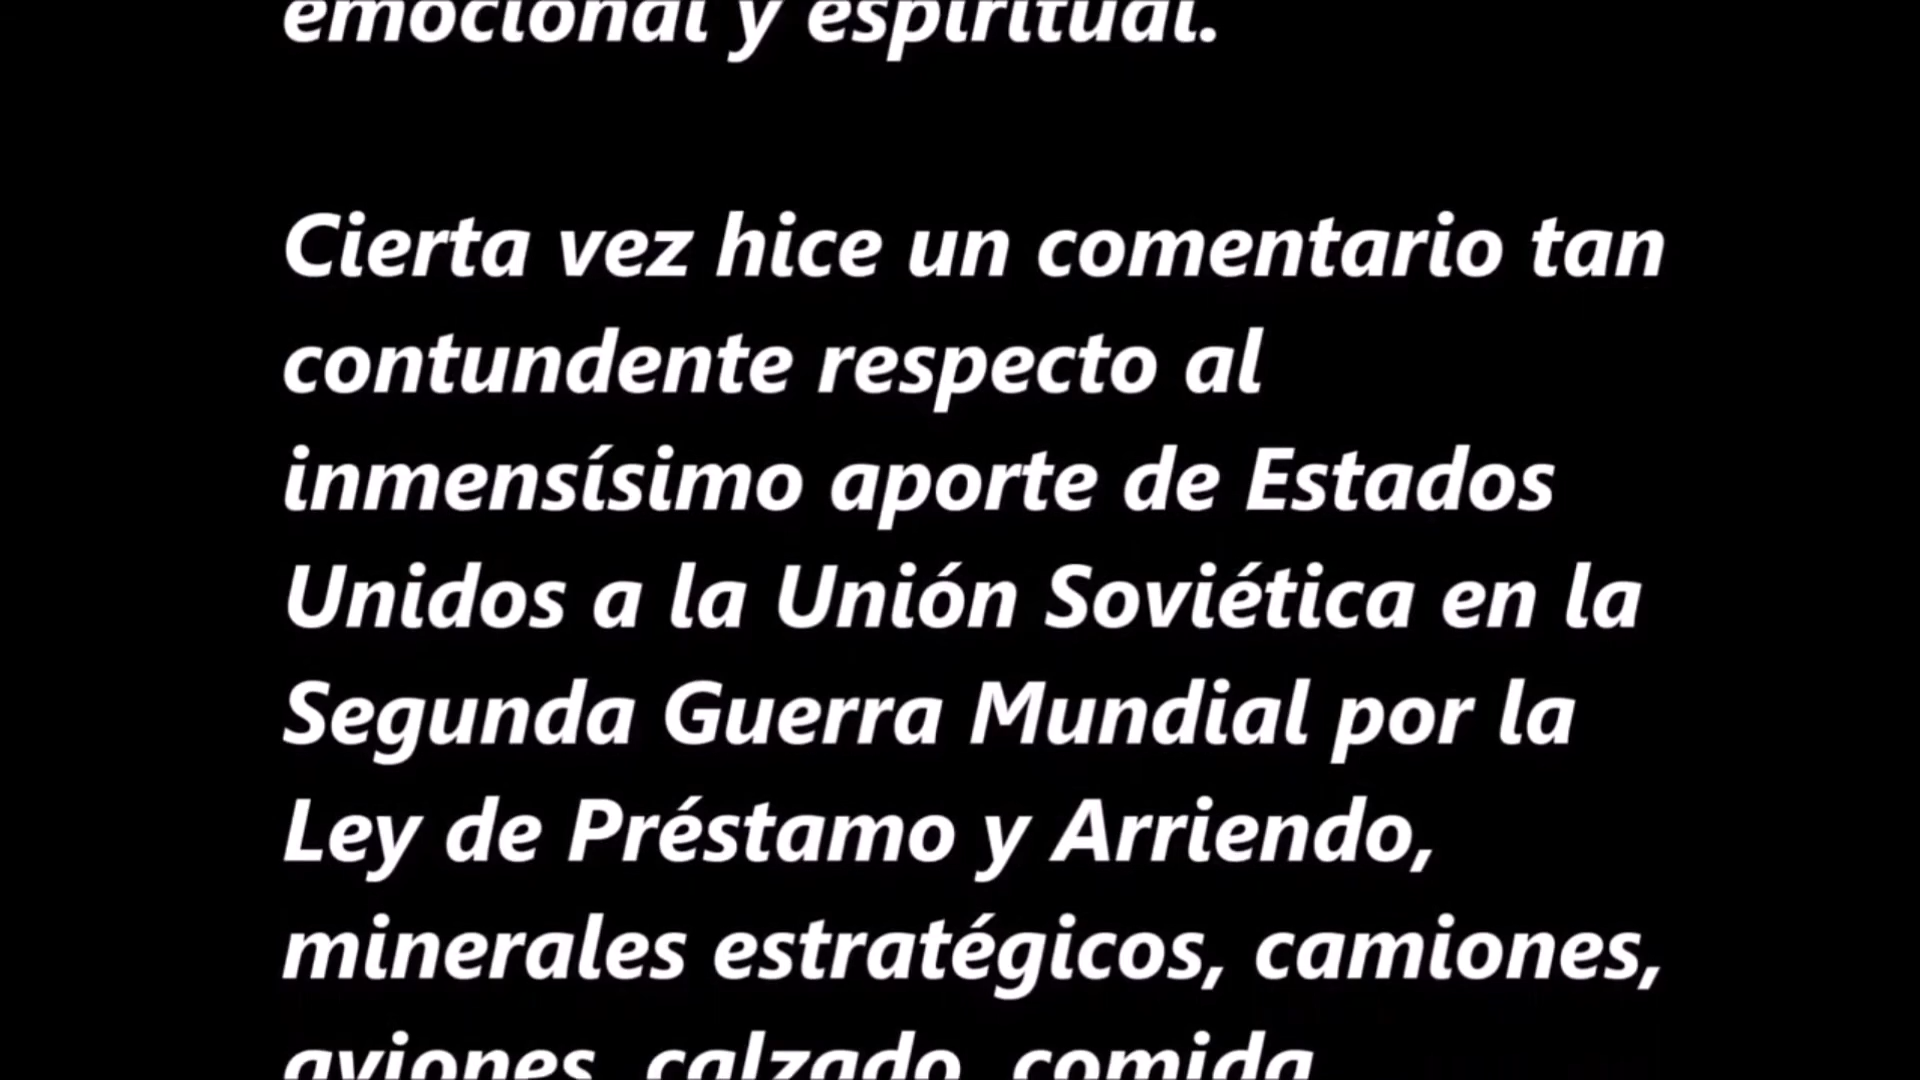 emocional y espiritual.
Cierta vez hice un comentario tan
contundente respecto al
inmensísimo aporte de Estados
Unidos a la Unión Soviética en la
Segunda Guerra Mundial por la
Ley de Préstamo y Arriendo,
minerales estratégicos, camiones,
aviones, calzado, comida